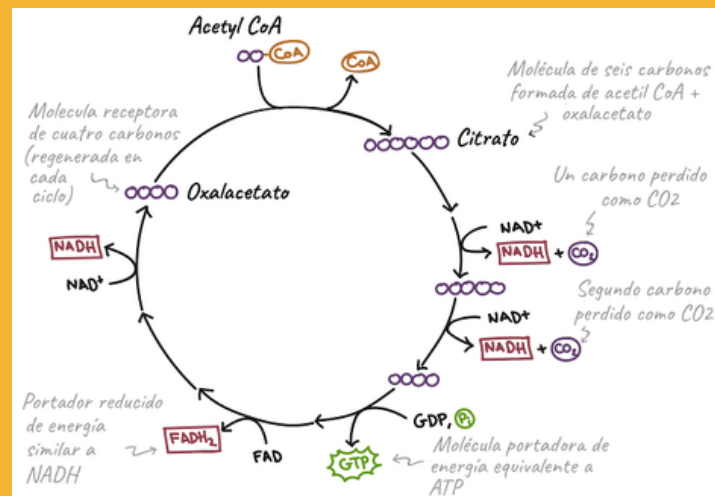 Acetyl CoA
CoA
CoA
Molécula de seis carbonos
formada de acetil CoA +
oxalacetato
Citrato
Molecula receptora
de cuatro carbonos
(regenerada en
cada
ciclo)
Oxalacetato
Un carbono perdido
como CO2
NAD+
NADH + CO2
Segundo carbono
perdido como CO2
NAD+
NADH + CO2
GDP, Pi
GTP
Molécula portadora de
energía equivalente a
ATP
FAD
FADH2
Portador reducido
de energía
similar a
NADH
NAD+
NADH